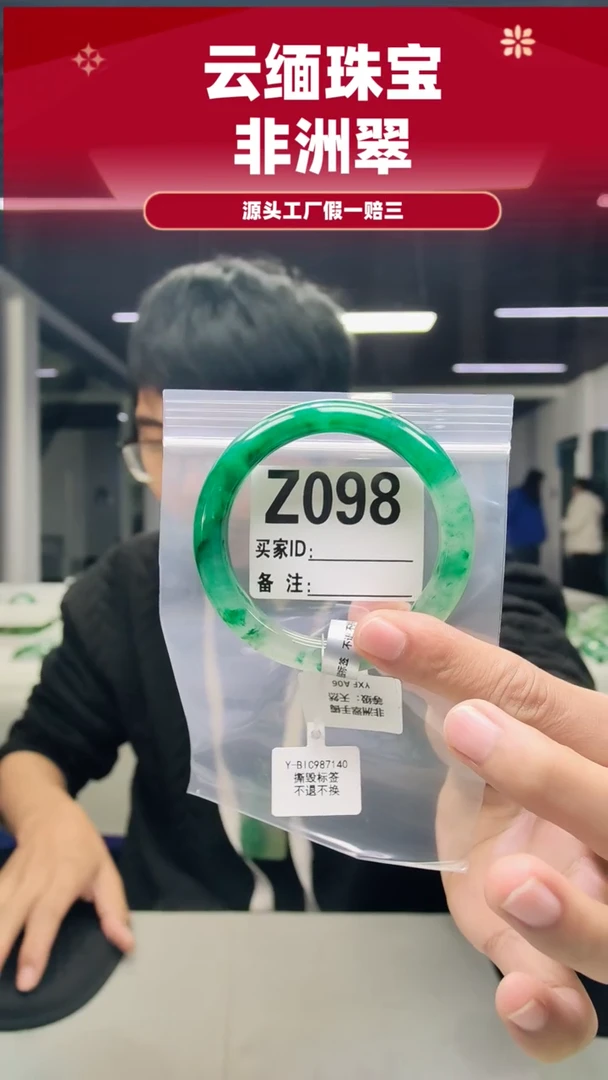 云缅珠宝
非洲翠
源头工厂假一赔三
Z098
买家ID:
备 注:
非洲翠手镯
等级：天然
YXF A06
Y-BIC987140
撕毁标签
不退不换